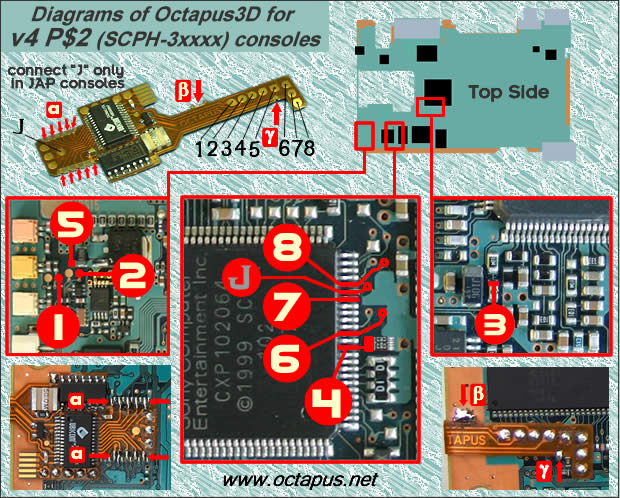 Diagrams of Octapus3D for
v4 P$2 (SCPH-3xxxx) consoles
connect "J" only
in JAP consoles
α
β
J
γ
1 2 3 4 5 6 7 8
Top Side
5
2
1
8
J
7
6
4
Computer
Entertainment Inc.
CXP102064
©1999 SC
102
3
α
α
www.octapus.net
β
TAPUS
γ